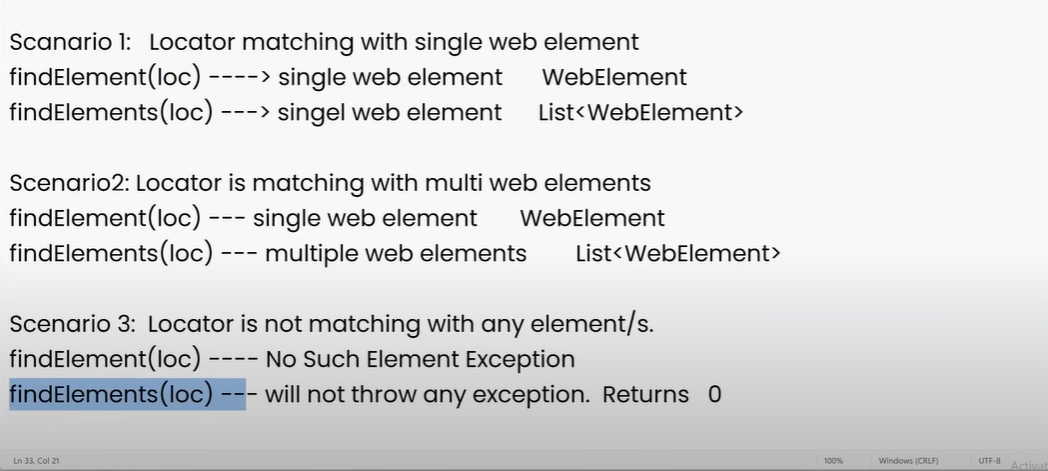 Scanario 1:   Locator matching with single web element
findElement(loc) ----> single web element      WebElement
findElements(loc) ---> singel web element      List<WebElement>
Scenario2: Locator is matching with multi web elements
findElement(loc) --- single web element      WebElement
findElements(loc) --- multiple web elements      List<WebElement>
Scenario 3:  Locator is not matching with any element/s.
findElement(loc) ---- No Such Element Exception
findElements(loc) --- will not throw any exception.  Returns   0
Ln 33, Col 21    100%    Windows (CRLF)    UTF-8